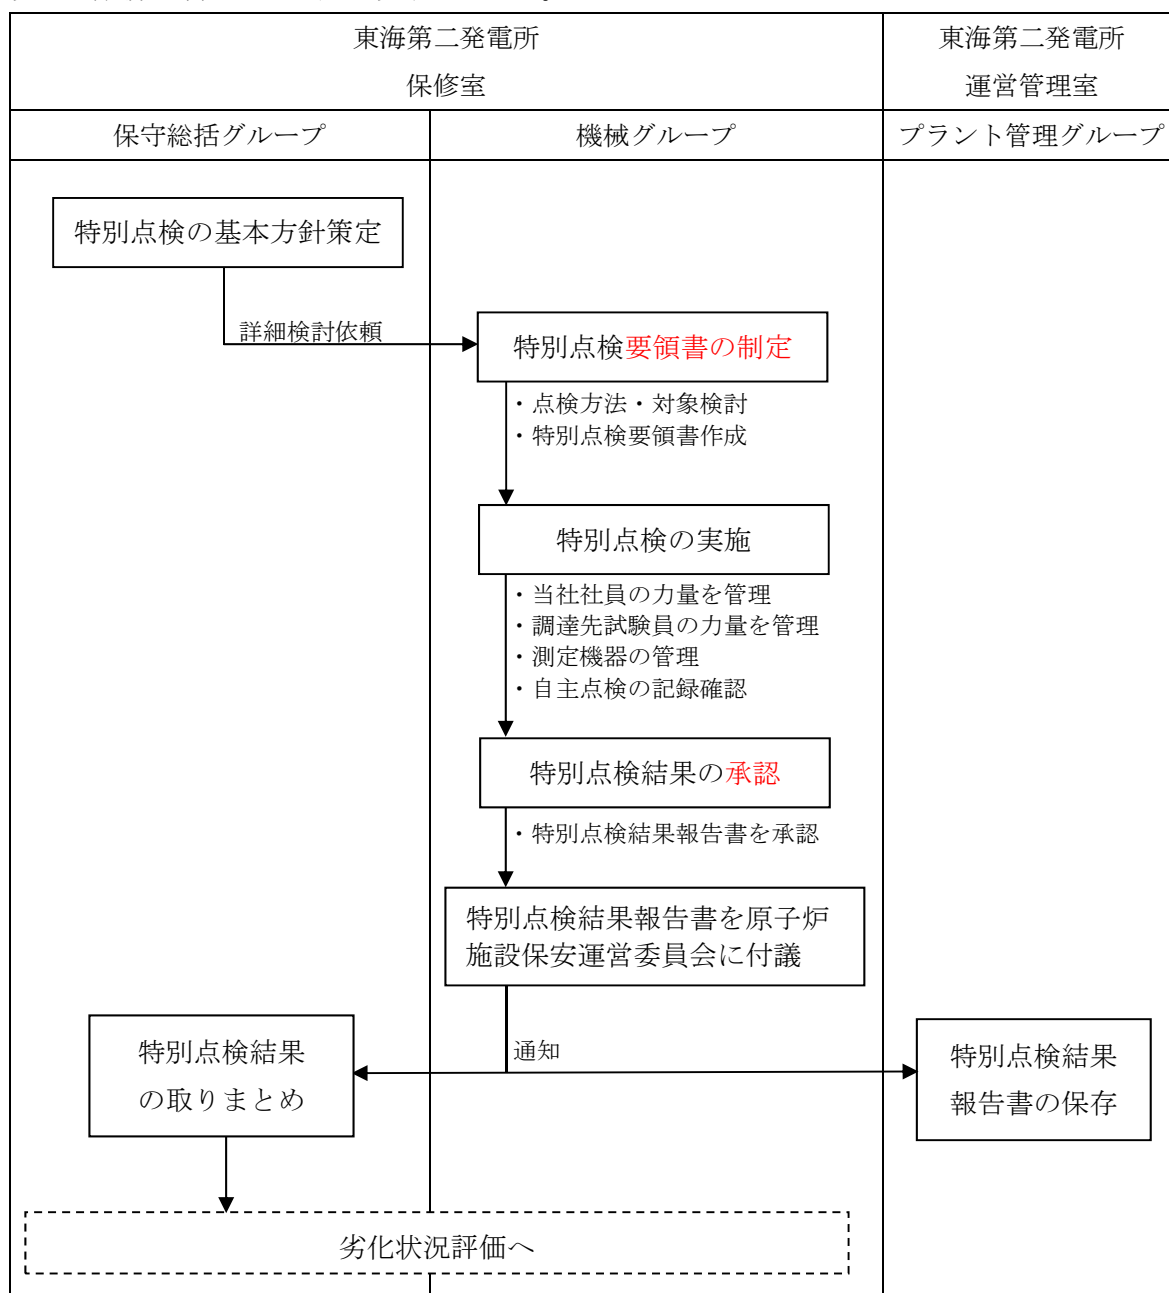 東海第二発電所
保修室
東海第二発電所
運営管理室
保守総括グループ
機械グループ
プラント管理グループ
特別点検の基本方針策定
詳細検討依頼
特別点検要領書の制定
・点検方法・対象検討
・特別点検要領書作成
特別点検の実施
・当社社員の力量を管理
・調達先試験員の力量を管理
・測定機器の管理
・自主点検の記録確認
特別点検結果の承認
・特別点検結果報告書を承認
特別点検結果報告書を原子炉
施設保安運営委員会に付議
通知
特別点検結果
の取りまとめ
特別点検結果
報告書の保存
劣化状況評価へ